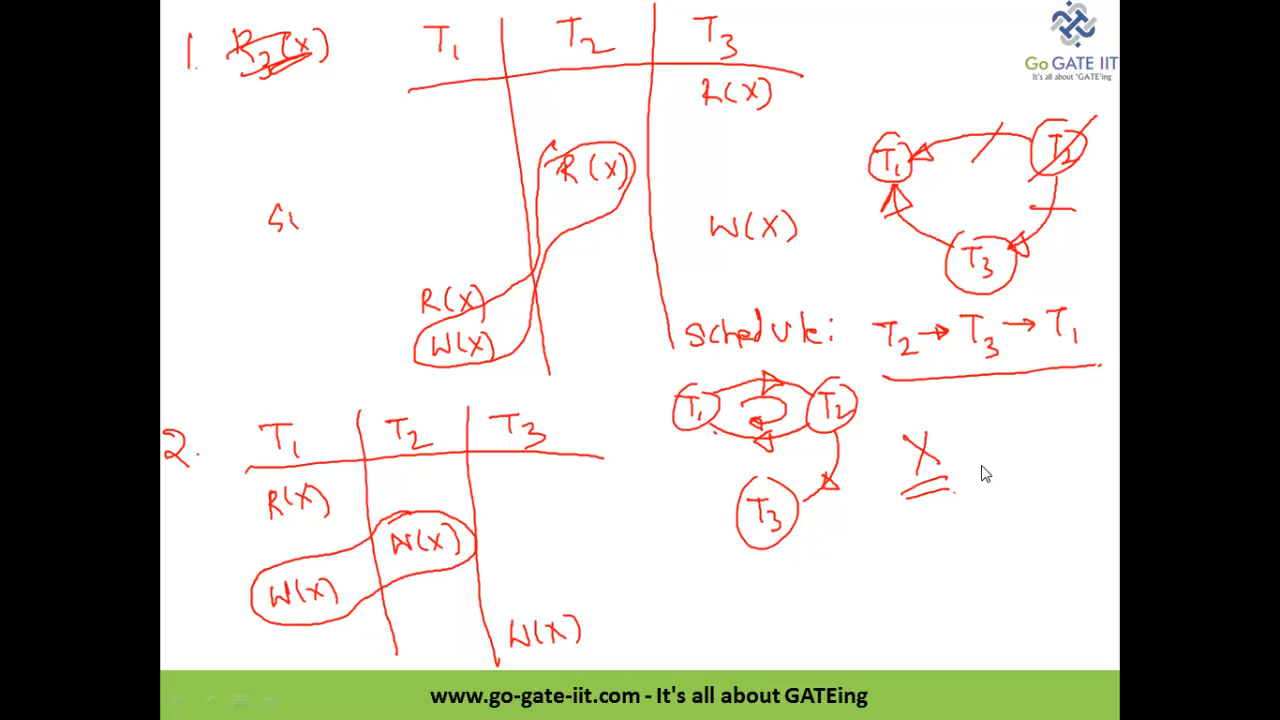 1. R3(X) T1 T2 T3
Go GATE IIT
It's all about 'GATE'ing
R(X)
R(X)
T1 T2
W(X)
T3
R(X)
W(X)
schedule: T2 → T3 → T1
T1 T2
2. T1 T2 T3
X
R(X)
T3
W(X)
W(X)
W(X)
www.go-gate-iit.com - It's all about GATEing